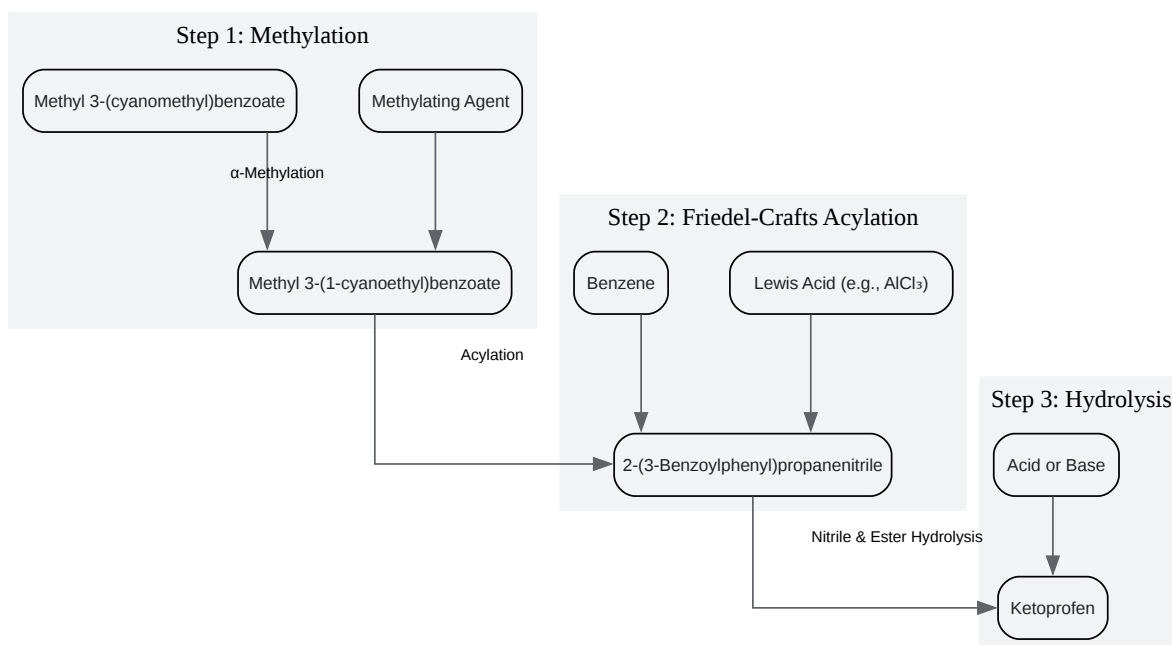 Step 1: Methylation
Methyl 3-(cyanomethyl)benzoate
Methylating Agent
α-Methylation
Methyl 3-(1-cyanoethyl)benzoate
Acylation
Step 2: Friedel-Crafts Acylation
Benzene
Lewis Acid (e.g., AlCl₃)
2-(3-Benzoylphenyl)propanenitrile
Nitrile & Ester Hydrolysis
Step 3: Hydrolysis
Acid or Base
Ketoprofen